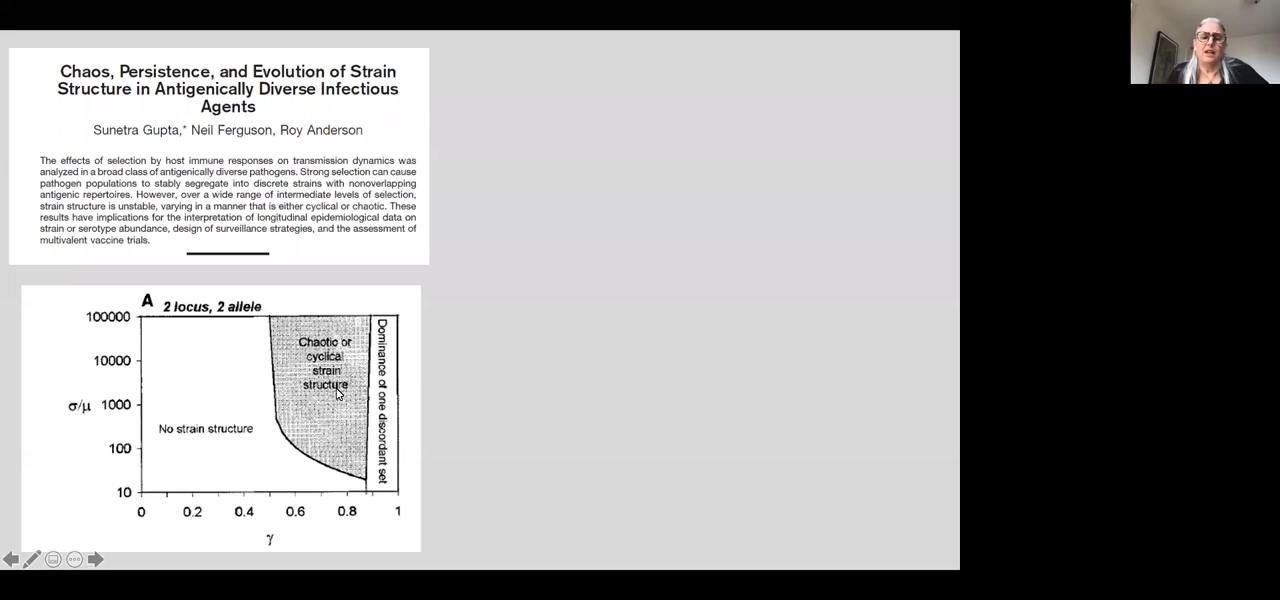 Chaos, Persistence, and Evolution of Strain
Structure in Antigenically Diverse Infectious
Agents
Sunetra Gupta,* Neil Ferguson, Roy Anderson
The effects of selection by host immune responses on transmission dynamics was
analyzed in a broad class of antigenically diverse pathogens. Strong selection can cause
pathogen populations to stably segregate into discrete strains with nonoverlapping
antigenic repertoires. However, over a wide range of intermediate levels of selection,
strain structure is unstable, varying in a manner that is either cyclical or chaotic. These
results have implications for the interpretation of longitudinal epidemiological data on
strain or serotype abundance, design of surveillance strategies, and the assessment of
multivalent vaccine trials.
A 2 locus, 2 allele
100000
10000
1000
100
10
σ/μ
No strain structure
Chaotic or
cyclical
strain
structure
Dominance of one discordant set
0 0.2 0.4 0.6 0.8 1
γ